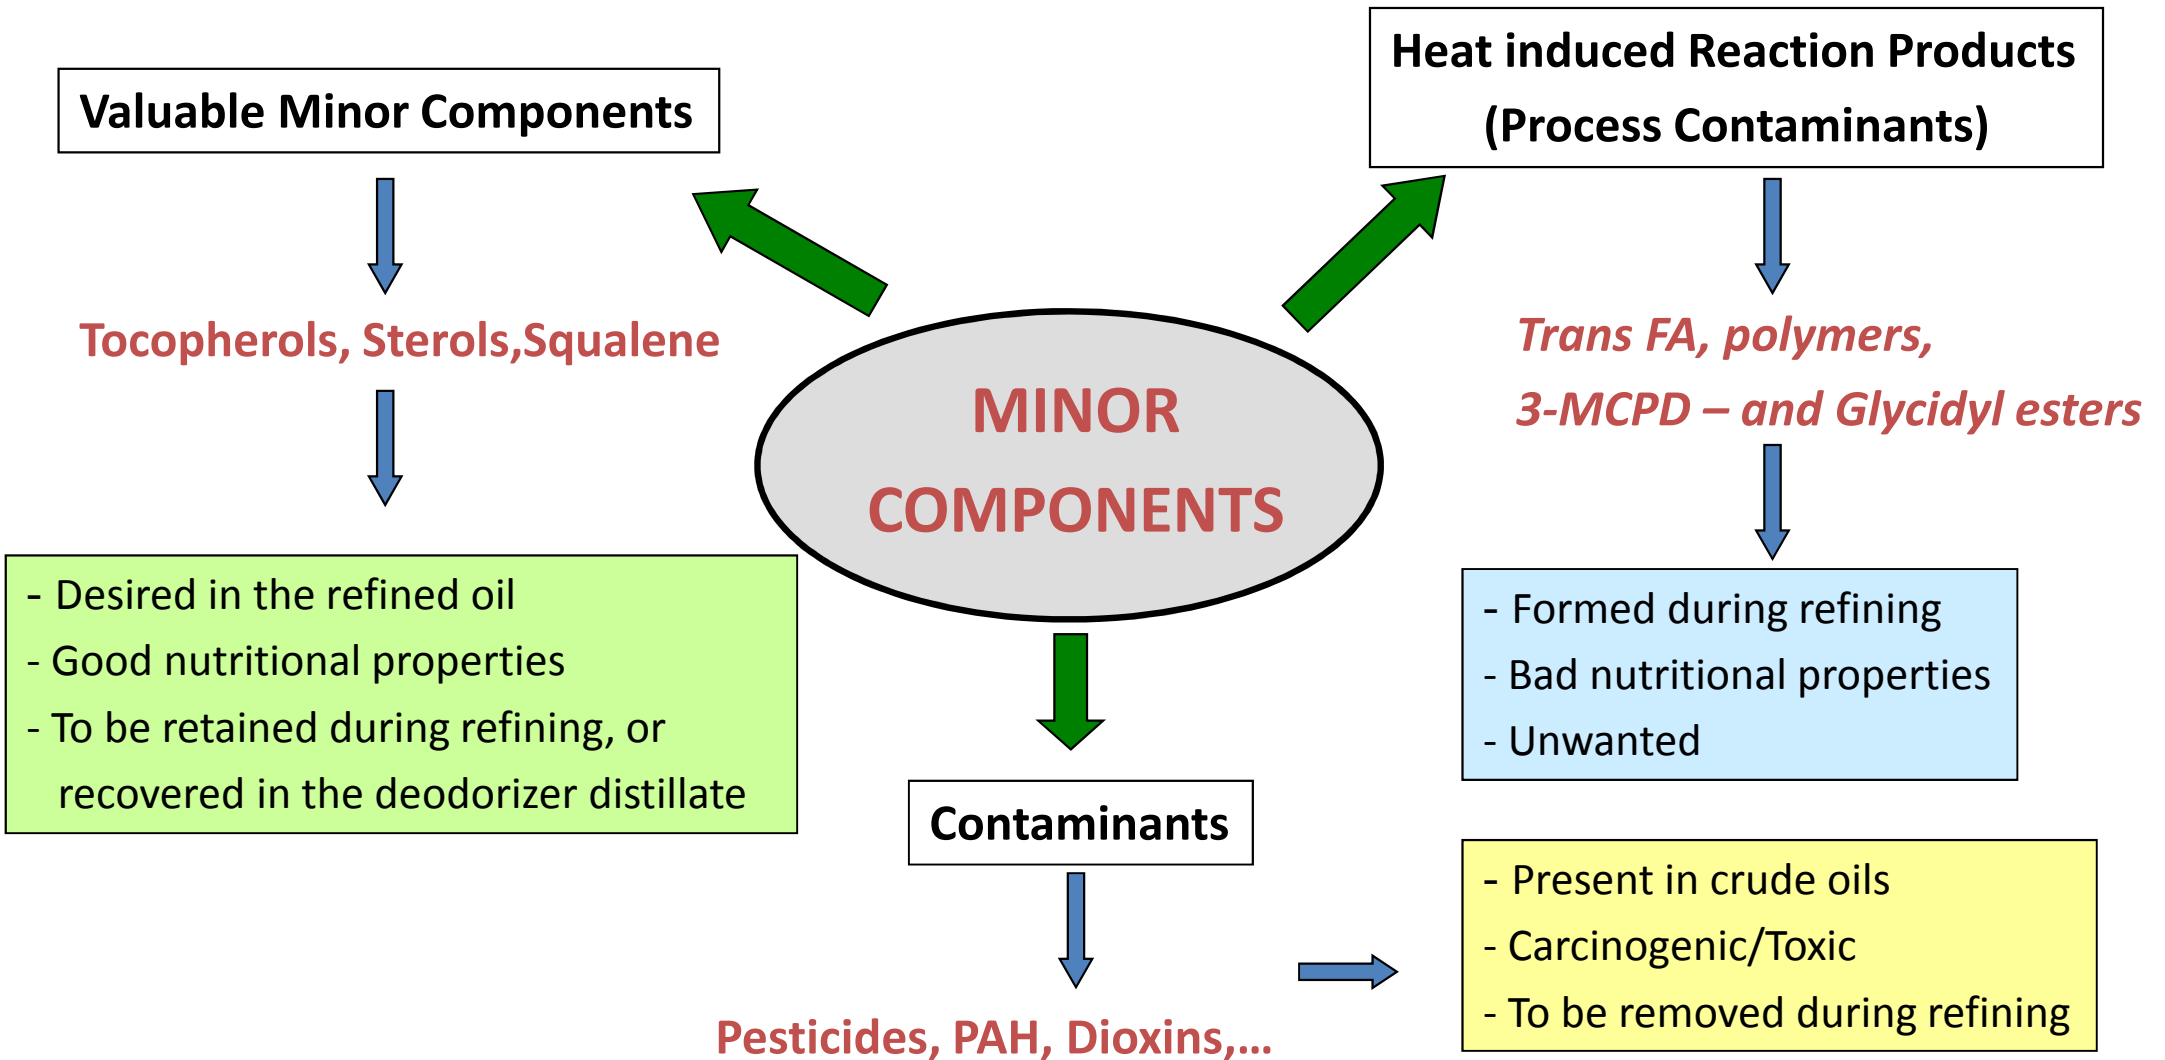 Valuable Minor Components
Tocopherols, Sterols,Squalene
- Desired in the refined oil
- Good nutritional properties
- To be retained during refining, or
recovered in the deodorizer distillate
MINOR
COMPONENTS
Contaminants
Pesticides, PAH, Dioxins,...
Heat induced Reaction Products
(Process Contaminants)
Trans FA, polymers,
3-MCPD – and Glycidyl esters
- Formed during refining
- Bad nutritional properties
- Unwanted
- Present in crude oils
- Carcinogenic/Toxic
- To be removed during refining